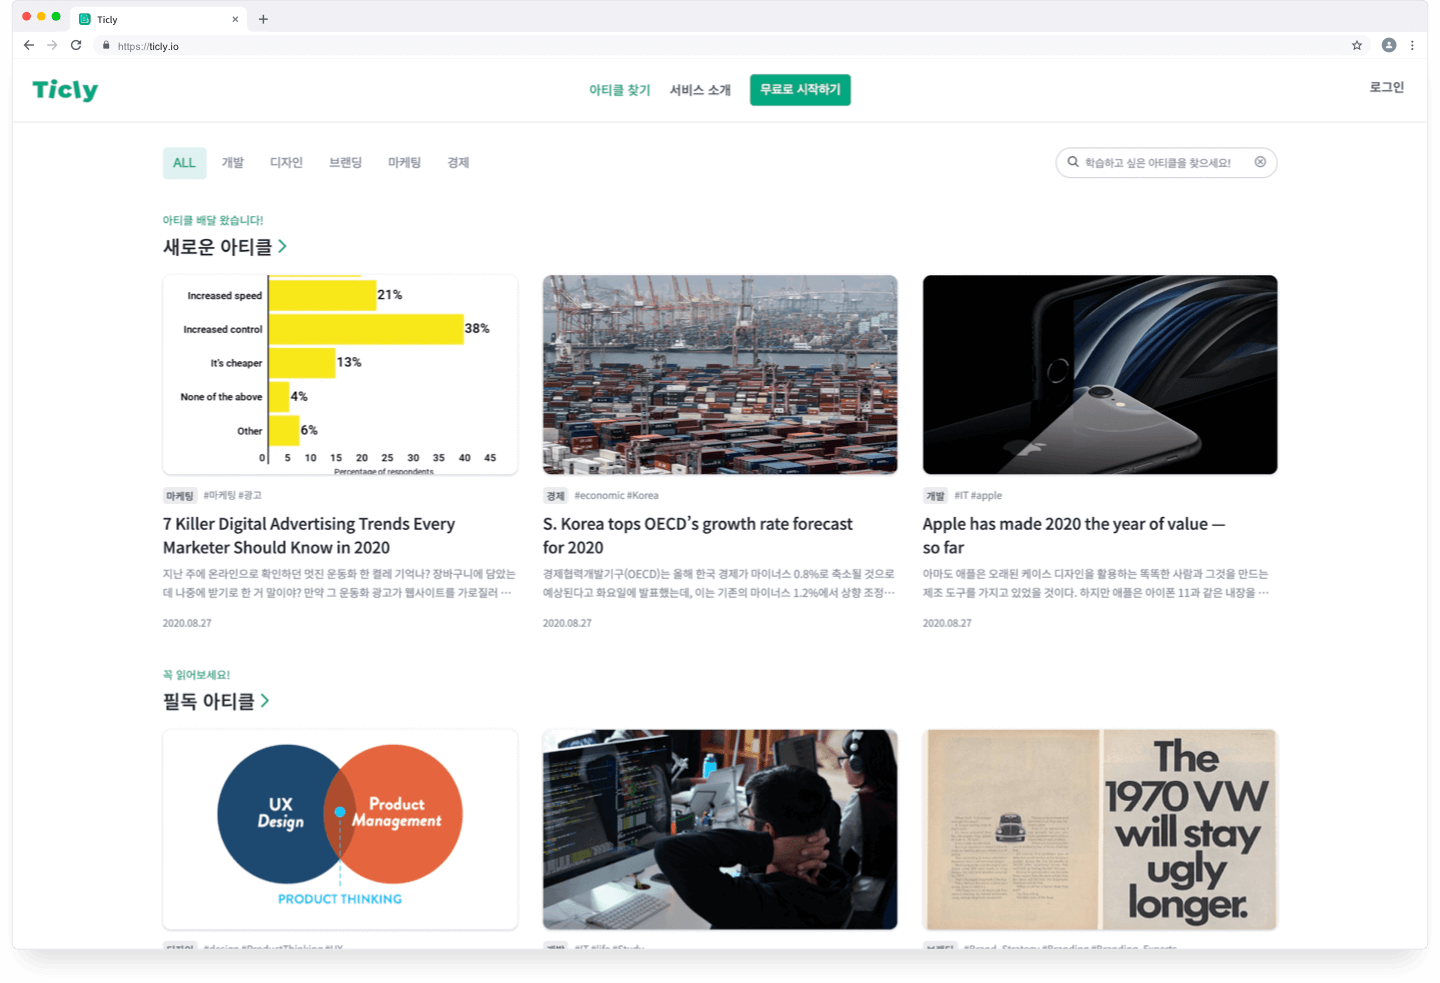 Ticly
https://ticly.io
Ticly
아티클 찾기
서비스 소개
무료로 시작하기
로그인
ALL
개발
디자인
브랜딩
마케팅
경제
학습하고 싶은 아티클을 찾으세요!
아티클 배달 왔습니다!
새로운 아티클
Increased speed 21%
Increased control 38%
It's cheaper 13%
None of the above 4%
Other 6%
0 5 10 15 20 25 30 35 40 45
Percentage of respondents
마케팅 #마케팅 #광고
7 Killer Digital Advertising Trends Every
Marketer Should Know in 2020
지난 주에 온라인으로 확인하던 멋진 운동화 한 켤레 기억나? 장바구니에 담았는
데 나중에 받기로 한 거 말이야? 만약 그 운동화 광고가 웹사이트를 가로질러 ···
2020.08.27
경제 #economic #Korea
S. Korea tops OECD's growth rate forecast
for 2020
경제협력개발기구(OECD)는 올해 한국 경제가 마이너스 0.8%로 축소될 것으로
예상된다고 화요일에 발표했는데, 이는 기존의 마이너스 1.2%에서 상향 조정···
2020.08.27
개발 #IT #apple
Apple has made 2020 the year of value —
so far
아마도 애플은 오래된 케이스 디자인을 활용하는 똑똑한 사람과 그것을 만드는
제조 도구를 가지고 있었을 것이다. 하지만 애플은 아이폰 11과 같은 내장을 ···
2020.08.27
꼭 읽어보세요!
필독 아티클
UX
Design
Product
Management
PRODUCT THINKING
The
1970 VW
will stay
ugly
longer.
디자인 #design #ProductThinking #UX
개발 #IT #life #Study
브랜딩 #Brand_Strategy #Branding #Branding_Experts